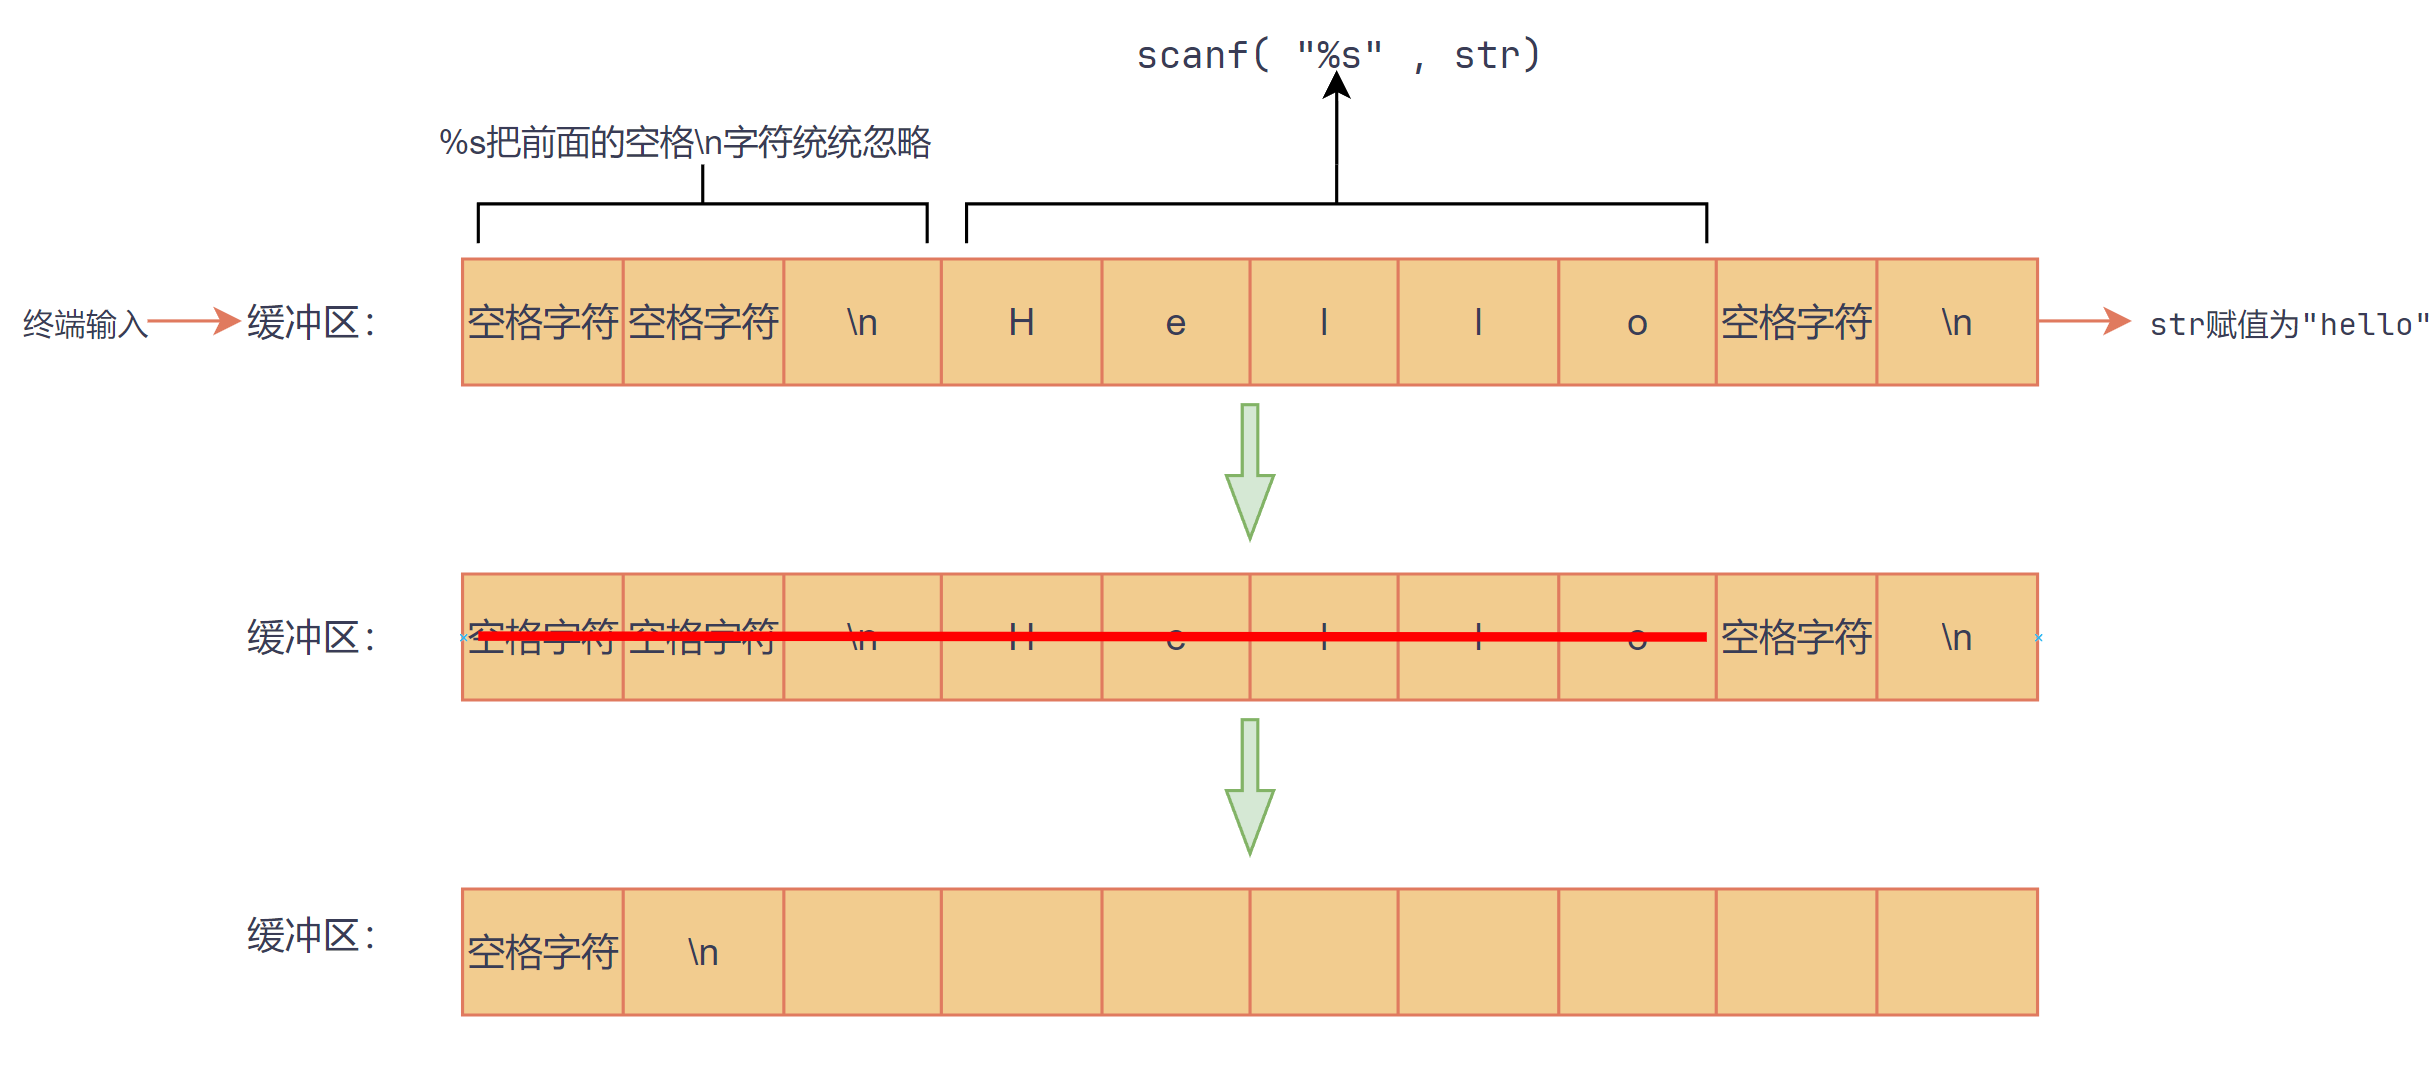 scanf( "%s" , str)
%s把前面的空格\n字符统统忽略
终端输入 缓冲区： 空格字符 空格字符 \n H e l l o 空格字符 \n str赋值为"hello"
缓冲区： 空格字符 空格字符 \n H e l l o 空格字符 \n
缓冲区： 空格字符 \n